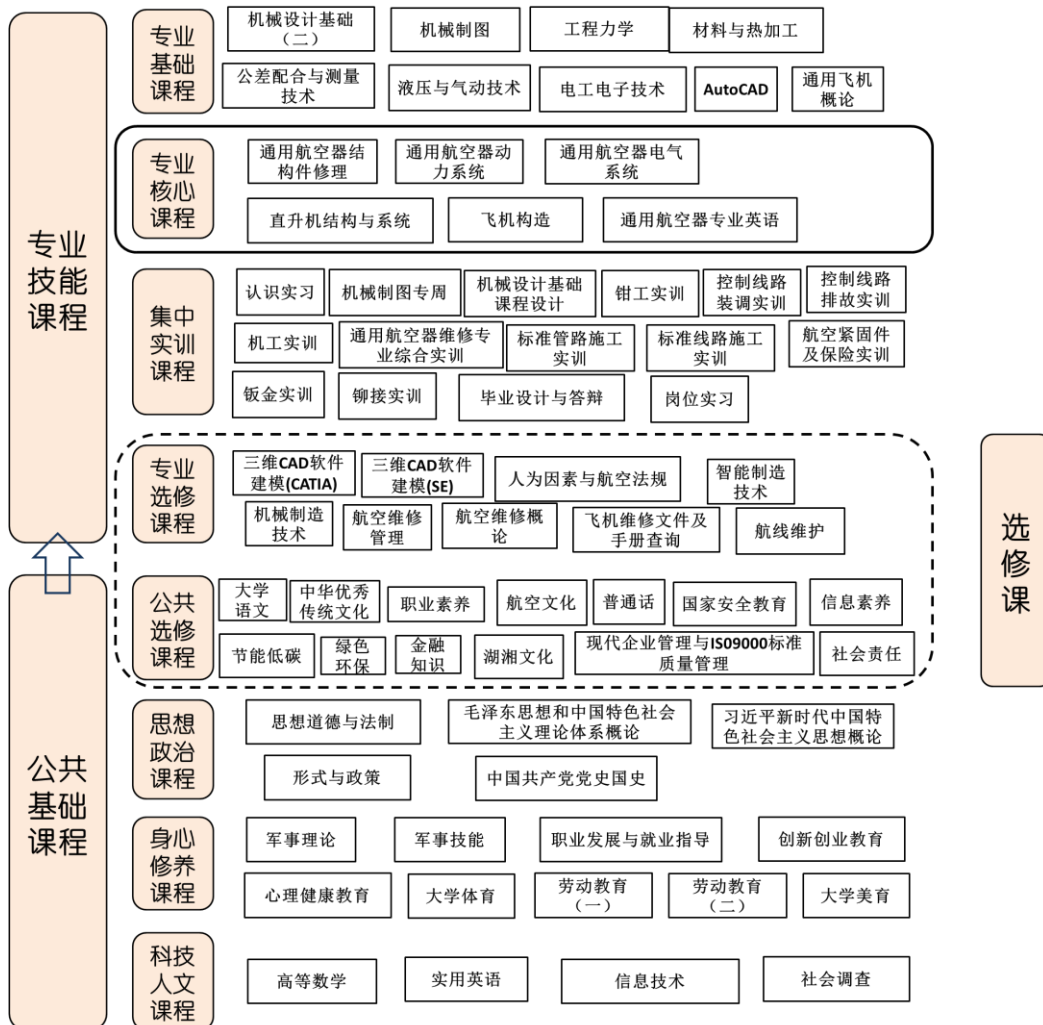 专业
技能
课程
专业
基础
课程
机械设计基础
（二）
机械制图
工程力学
材料与热加工
公差配合与测量
技术
液压与气动技术
电工电子技术
AutoCAD
通用飞机
概论
专业
核心
课程
通用航空器结
构件修理
通用航空器动
力系统
通用航空器电气
系统
直升机结构与系统
飞机构造
通用航空器专业英语
集中
实训
课程
认识实习
机械制图专周
机械设计基础
课程设计
钳工实训
控制线路
装调实训
控制线路
排故实训
机工实训
通用航空器维修专
业综合实训
标准管路施工
实训
标准线路施工
实训
航空紧固件
及保险实训
钣金实训
铆接实训
毕业设计与答辩
岗位实习
专业
选修
课程
三维CAD软件
建模(CATIA)
三维CAD软件
建模(SE)
人为因素与航空法规
智能制造
技术
机械制造
技术
航空维修
管理
航空维修概
论
飞机维修文件及
手册查询
航线维护
选修课
公共
基础
课程
公共
选修
课程
大学
语文
中华优秀
传统文化
职业素养
航空文化
普通话
国家安全教育
信息素养
节能低碳
绿色
环保
金融
知识
湖湘文化
现代企业管理与IS09000标准
质量管理
社会责任
思想
政治
课程
思想道德与法制
毛泽东思想和中国特色社会
主义理论体系概论
习近平新时代中国特
色社会主义思想概论
形式与政策
中国共产党党史国史
身心
修养
课程
军事理论
军事技能
职业发展与就业指导
创新创业教育
心理健康教育
大学体育
劳动教育
（一）
劳动教育
（二）
大学美育
科技
人文
课程
高等数学
实用英语
信息技术
社会调查